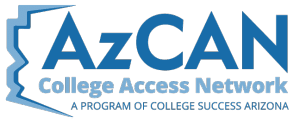 AzCAN
College Access Network
A PROGRAM OF COLLEGE SUCCESS ARIZONA